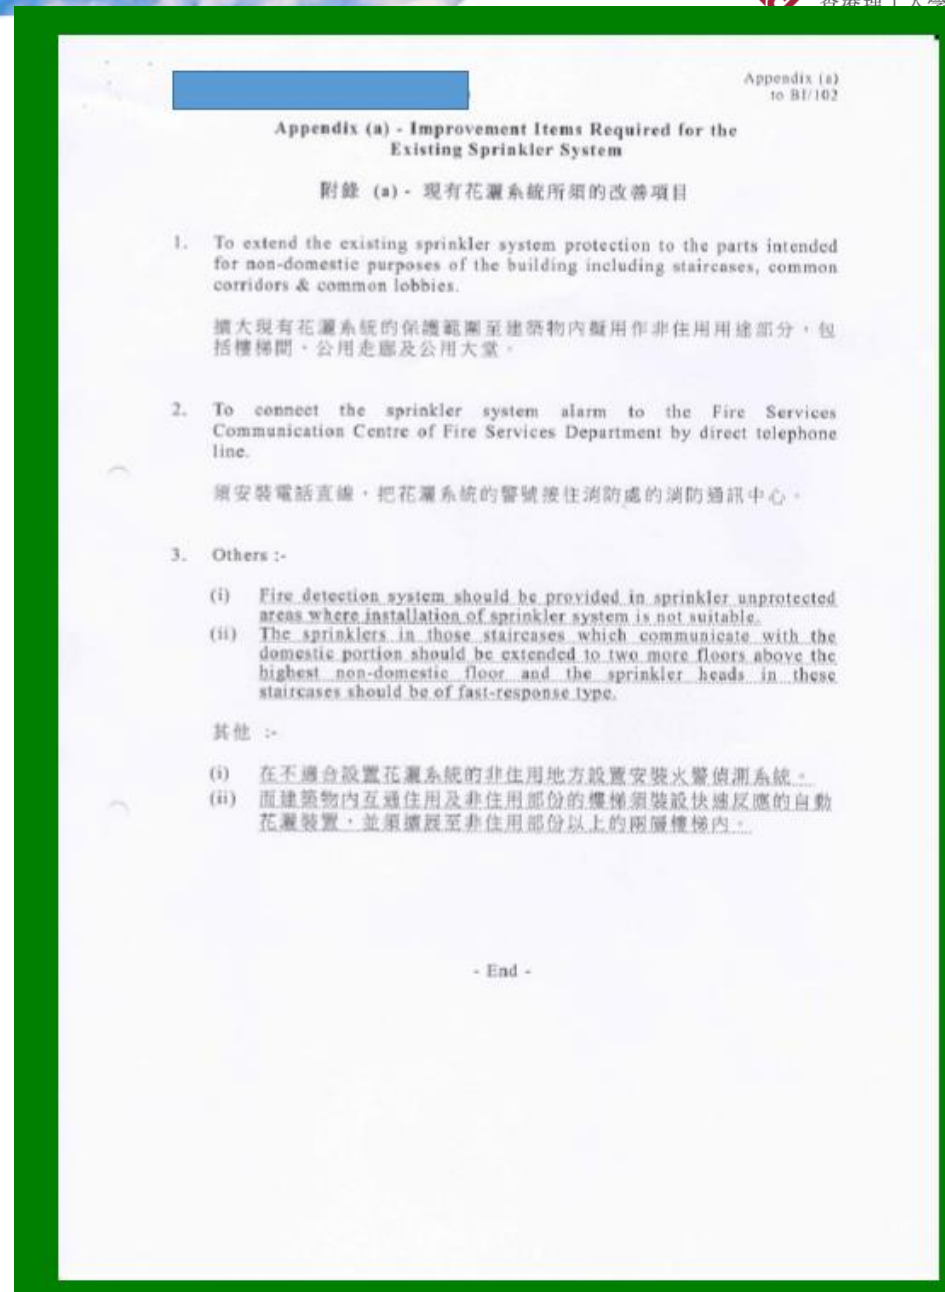 Appendix (a)
to BI/102
Appendix (a) - Improvement Items Required for the
Existing Sprinkler System
附錄 (a) - 現有花灑系統所須的改善項目
1. To extend the existing sprinkler system protection to the parts intended
for non-domestic purposes of the building including staircases, common
corridors & common lobbies.
擴大現有花灑系統的保護範圍至建築物內擬用作非住用用途部分，包
括樓梯間、公用走廊及公用大堂。
2. To connect the sprinkler system alarm to the Fire Services
Communication Centre of Fire Services Department by direct telephone
line.
須安裝電話直線，把花灑系統的警號接住消防處的消防通訊中心。
3. Others :-
(i) Fire detection system should be provided in sprinkler unprotected
areas where installation of sprinkler system is not suitable.
(ii) The sprinklers in those staircases which communicate with the
domestic portion should be extended to two more floors above the
highest non-domestic floor and the sprinkler heads in these
staircases should be of fast-response type.
其他 :-
(i) 在不適合設置花灑系統的非住用地方設置安裝火警偵測系統。
(ii) 而建築物內互通住用及非住用部份的樓梯須裝設快速反應的自動
花灑裝置，並須擴展至非住用部份以上的兩層樓梯內。
- End -